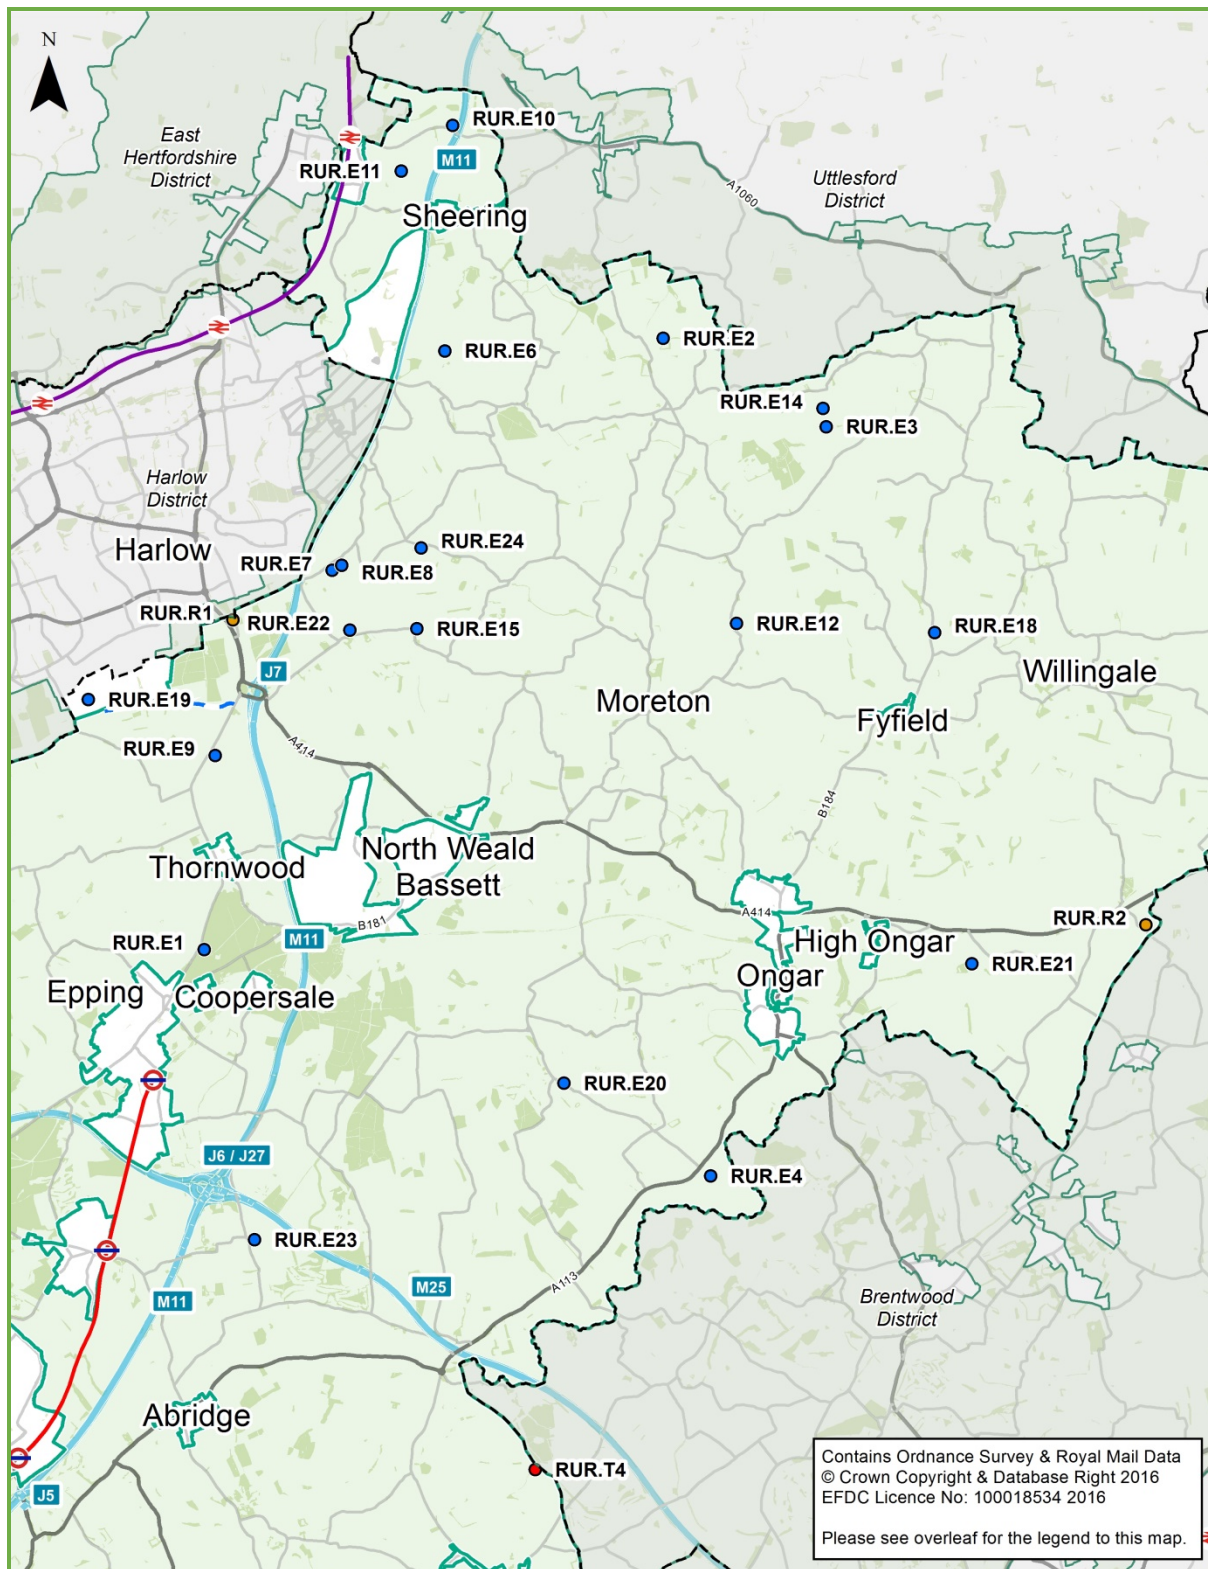 N
East
Hertfordshire
District
RUR.E10
RUR.E11
M11
Uttlesford
District
A1060
Sheering
RUR.E6
RUR.E2
RUR.E14
RUR.E3
Harlow
District
Harlow
RUR.E24
RUR.E7
RUR.E8
RUR.R1
RUR.E22
RUR.E15
RUR.E12
RUR.E18
Willingale
J7
Moreton
Fyfield
RUR.E19
A414
RUR.E9
B184
North Weald
Bassett
Thornwood
B181
A414
RUR.R2
RUR.E1
M11
High Ongar
RUR.E21
Epping
Coopersale
Ongar
RUR.E20
J6 / J27
RUR.E4
RUR.E23
M25
A113
M11
Brentwood
District
Abridge
RUR.T4
J5
Contains Ordnance Survey & Royal Mail Data
© Crown Copyright & Database Right 2016
EFDC Licence No: 100018534 2016
Please see overleaf for the legend to this map.